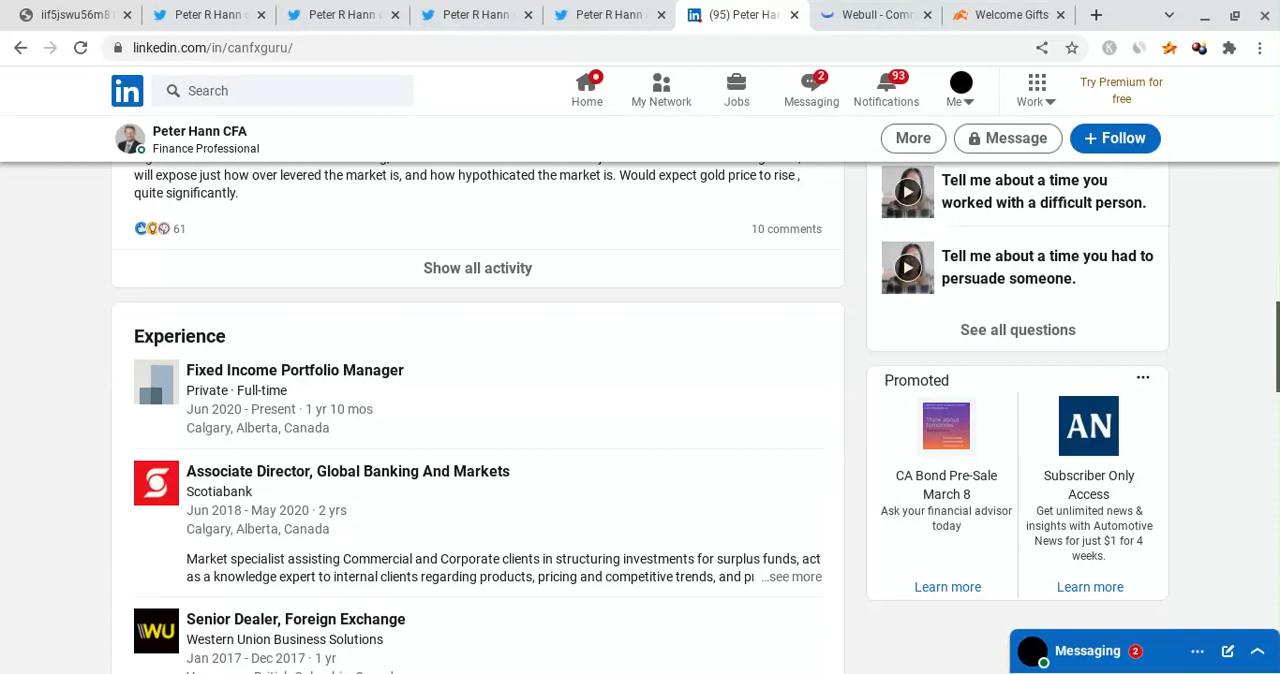 iif5jswu56m81
Peter R Hann
Peter R Hann
Peter R Hann
Peter R Hann
(95) Peter Han
Webull - Comm
Welcome Gifts
linkedin.com/in/canfxguru/
in
Search
Home
My Network
Jobs
2
Messaging
93
Notifications
Me
Work
Try Premium for
free
Peter Hann CFA
Finance Professional
More
Message
+ Follow
will expose just how over levered the market is, and how hypothicated the market is. Would expect gold price to rise ,
quite significantly.
61
10 comments
Show all activity
Experience
Fixed Income Portfolio Manager
Private · Full-time
Jun 2020 - Present · 1 yr 10 mos
Calgary, Alberta, Canada
Associate Director, Global Banking And Markets
Scotiabank
Jun 2018 - May 2020 · 2 yrs
Calgary, Alberta, Canada
Market specialist assisting Commercial and Corporate clients in structuring investments for surplus funds, act
as a knowledge expert to internal clients regarding products, pricing and competitive trends, and pr …see more
WU
Senior Dealer, Foreign Exchange
Western Union Business Solutions
Jan 2017 - Dec 2017 · 1 yr
Tell me about a time you
worked with a difficult person.
Tell me about a time you had to
persuade someone.
See all questions
Promoted
CA Bond Pre-Sale
March 8
Ask your financial advisor
today
Learn more
AN
Subscriber Only
Access
Get unlimited news &
insights with Automotive
News for just $1 for 4
weeks.
Learn more
Messaging 2